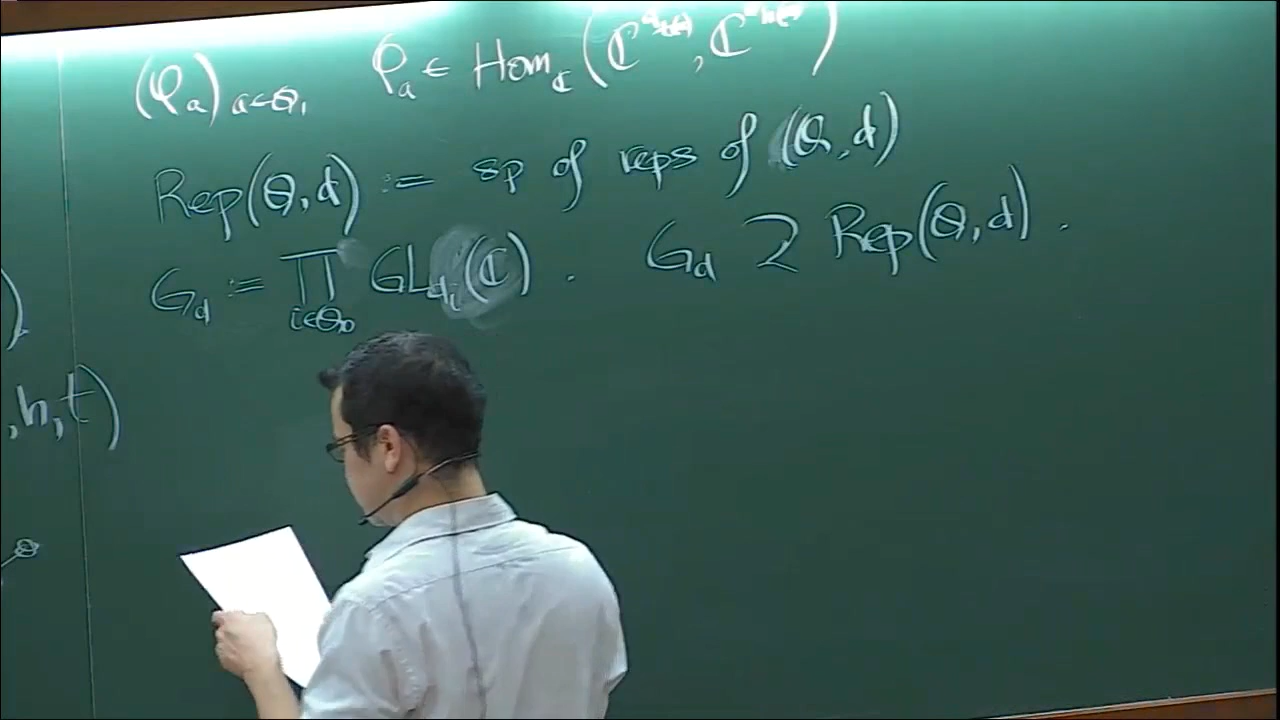 (φ_a)_{a∈Q_1} φ_a ∈ Hom_ℂ(ℂ^{d_{t(a)}}, ℂ^{d_{h(a)}})
Rep(Q,d) := sp of reps of (Q,d)
G_d := ∏_{i∈Q_0} GL_{d_i}(ℂ). G_d ⊃ Rep(Q,d).
)
,h,t)